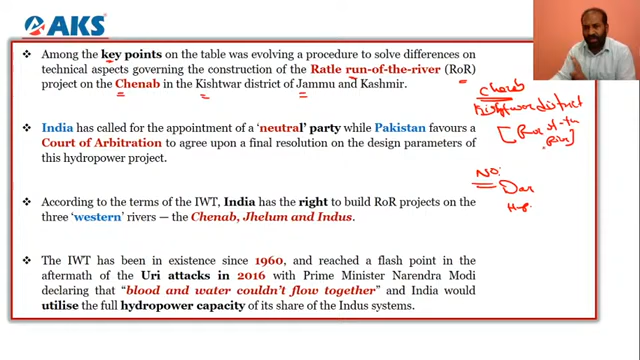 AKS
Among the key points on the table was evolving a procedure to solve differences on
technical aspects governing the construction of the Ratle run-of-the-river (RoR)
project on the Chenab in the Kishtwar district of Jammu and Kashmir.
India has called for the appointment of a 'neutral' party while Pakistan favours a
Court of Arbitration to agree upon a final resolution on the design parameters of
this hydropower project.
According to the terms of the IWT, India has the right to build RoR projects on the
three western rivers — the Chenab, Jhelum and Indus.
The IWT has been in existence since 1960, and reached a flash point in the
aftermath of the Uri attacks in 2016 with Prime Minister Narendra Modi
declaring that "blood and water couldn't flow together" and India would
utilise the full hydropower capacity of its share of the Indus systems.
Chenab
district
NO:
Dar